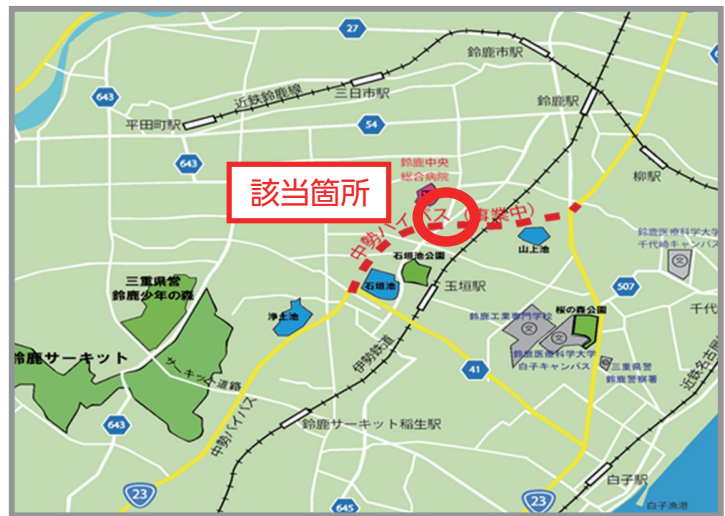 27
鈴鹿市駅
643
近鉄鈴鹿線
三日市駅
鈴鹿駅
平田町駅
54
643
鈴鹿中央
総合病院
柳駅
該当箇所
中勢バイパス（事業中）
鈴鹿医療科学大学
千代崎キャンパス
山上池
石垣池公園
三重県営
鈴鹿少年の森
石垣池
玉垣駅
507
浄土池
千代
鈴鹿工業専門学校
桜の森公園
鈴鹿サーキット
伊勢鉄道
鈴鹿医療科学大学
白子キャンパス
三重県警
鈴鹿警察署
サーキット道路
41
近鉄名古屋
643
中勢バイパス
鈴鹿サーキット稲生駅
白子駅
23
645
23
白子漁港